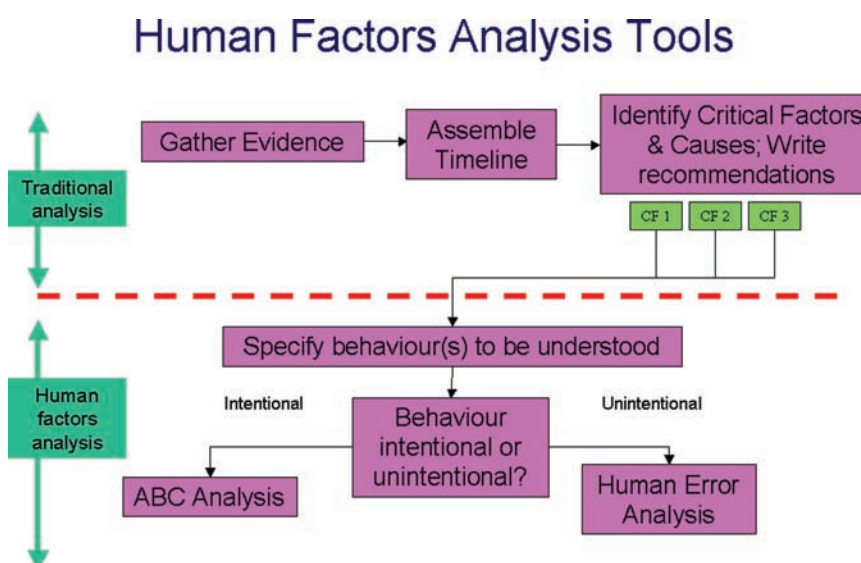 Human Factors Analysis Tools
Gather Evidence
Assemble
Timeline
Identify Critical Factors
& Causes; Write
recommendations
Traditional
analysis
CF 1
CF 2
CF 3
Specify behaviour(s) to be understood
Human
factors
analysis
Intentional
Behaviour
intentional or
unintentional?
Unintentional
ABC Analysis
Human Error
Analysis